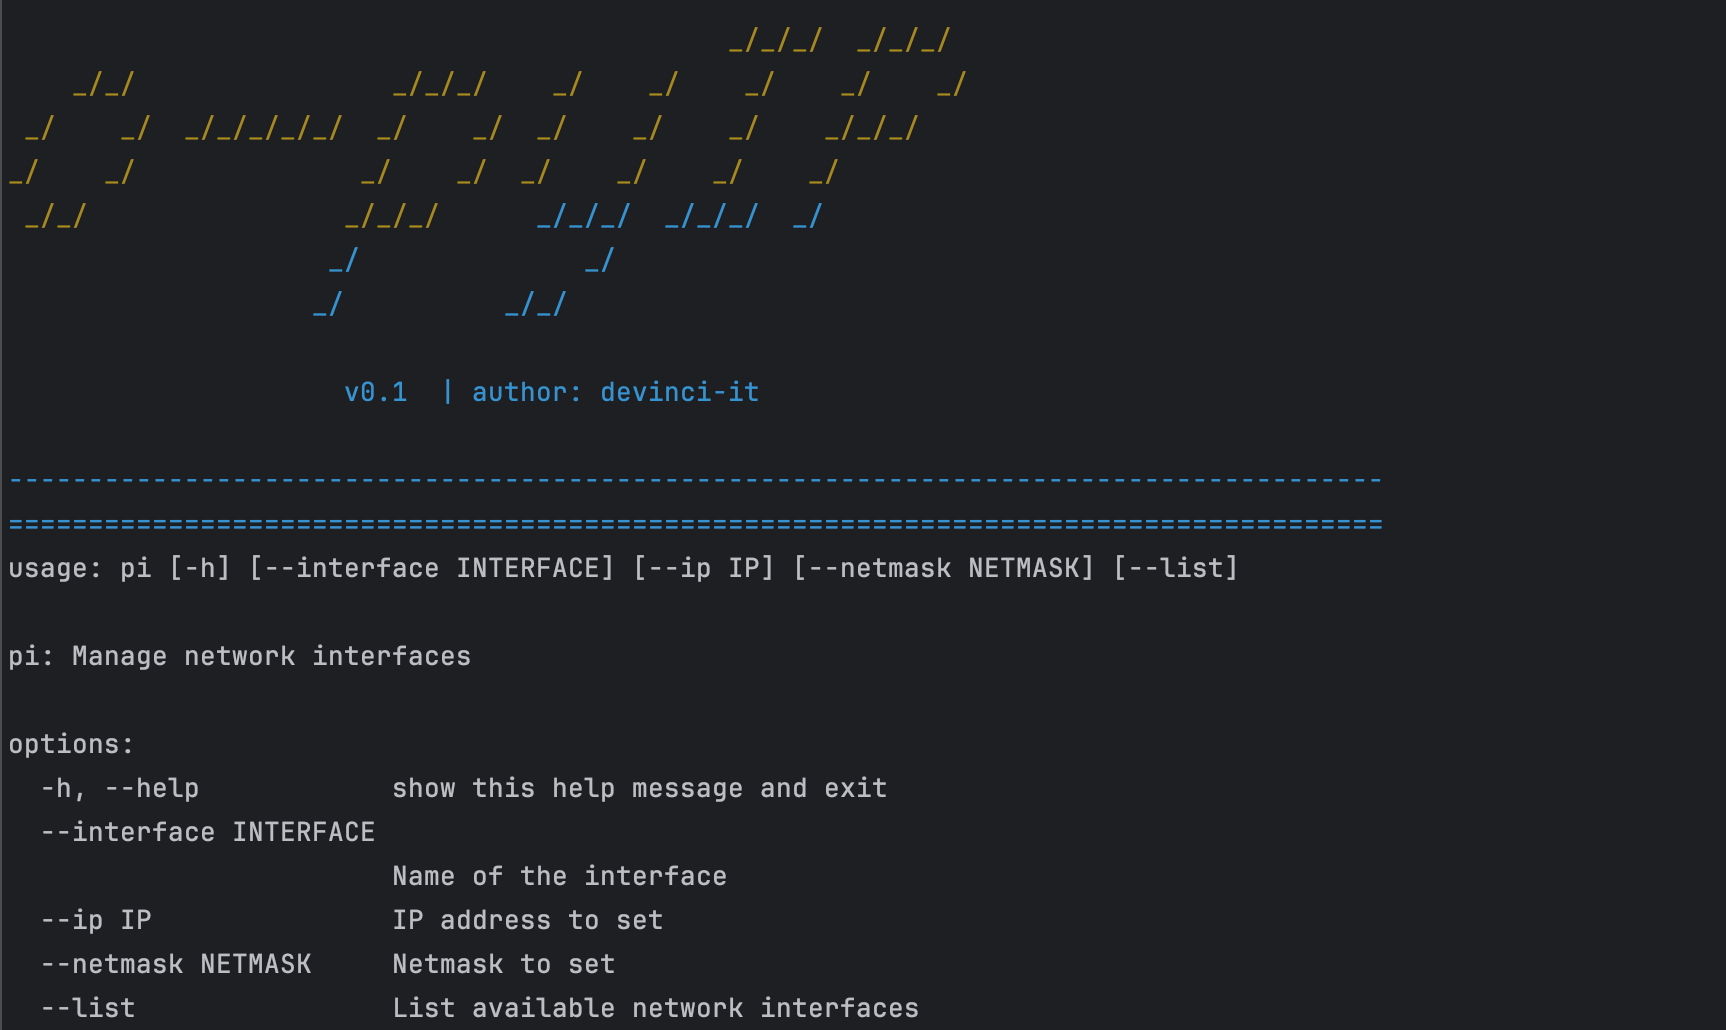 _/_/_/  _/_/_/
    _/_/                _/_/_/    _/    _/    _/    _/    _/
 _/    _/  _/_/_/_/_/  _/    _/  _/    _/    _/    _/_/_/
_/    _/              _/    _/  _/    _/    _/    _/
 _/_/                _/_/_/      _/_/_/  _/_/_/  _/
                    _/              _/
                   _/          _/_/
                     v0.1  | author: devinci-it
--------------------------------------------------------------------------------------
======================================================================================
usage: pi [-h] [--interface INTERFACE] [--ip IP] [--netmask NETMASK] [--list]
pi: Manage network interfaces
options:
  -h, --help            show this help message and exit
  --interface INTERFACE
                        Name of the interface
  --ip IP               IP address to set
  --netmask NETMASK     Netmask to set
  --list                List available network interfaces